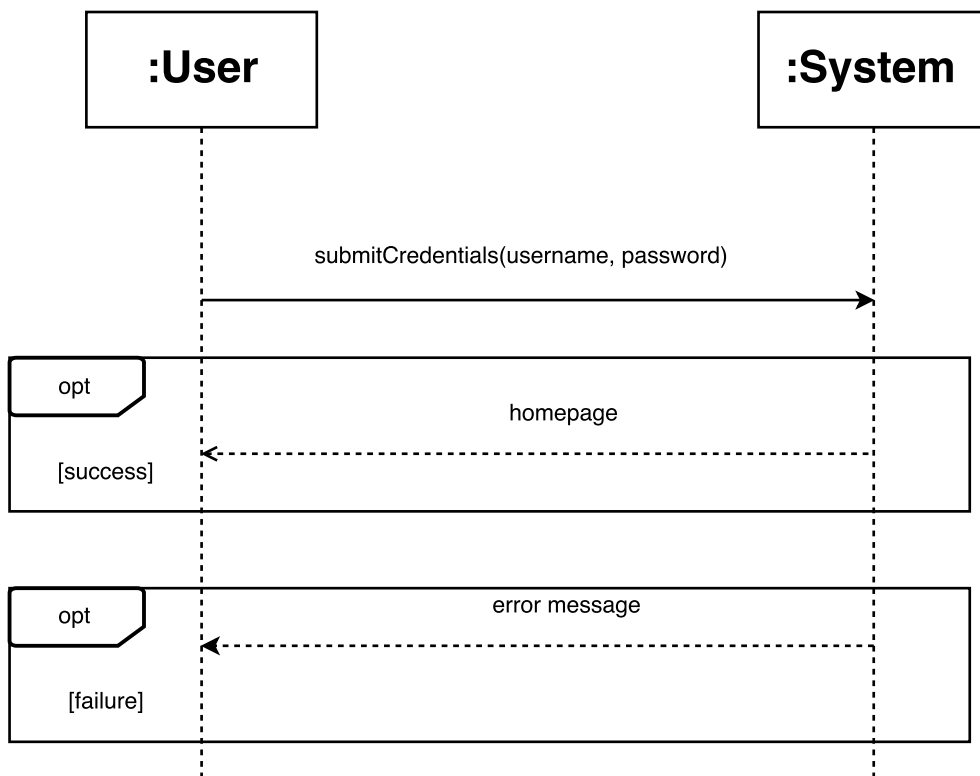 :User
:System
submitCredentials(username, password)
opt
homepage
[success]
opt
error message
[failure]